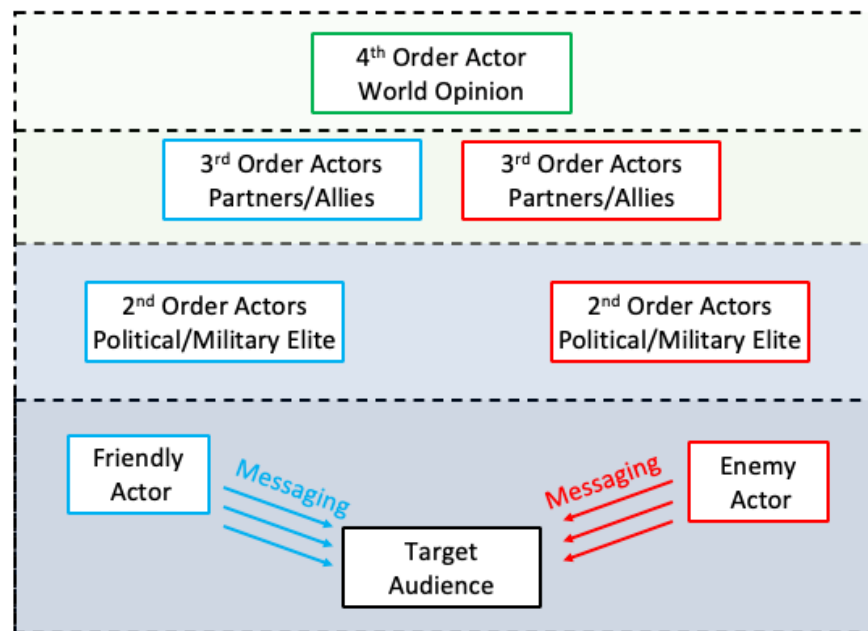 4th Order Actor
World Opinion
3rd Order Actors
Partners/Allies
3rd Order Actors
Partners/Allies
2nd Order Actors
Political/Military Elite
2nd Order Actors
Political/Military Elite
Friendly
Actor
Messaging
Messaging
Enemy
Actor
Target
Audience